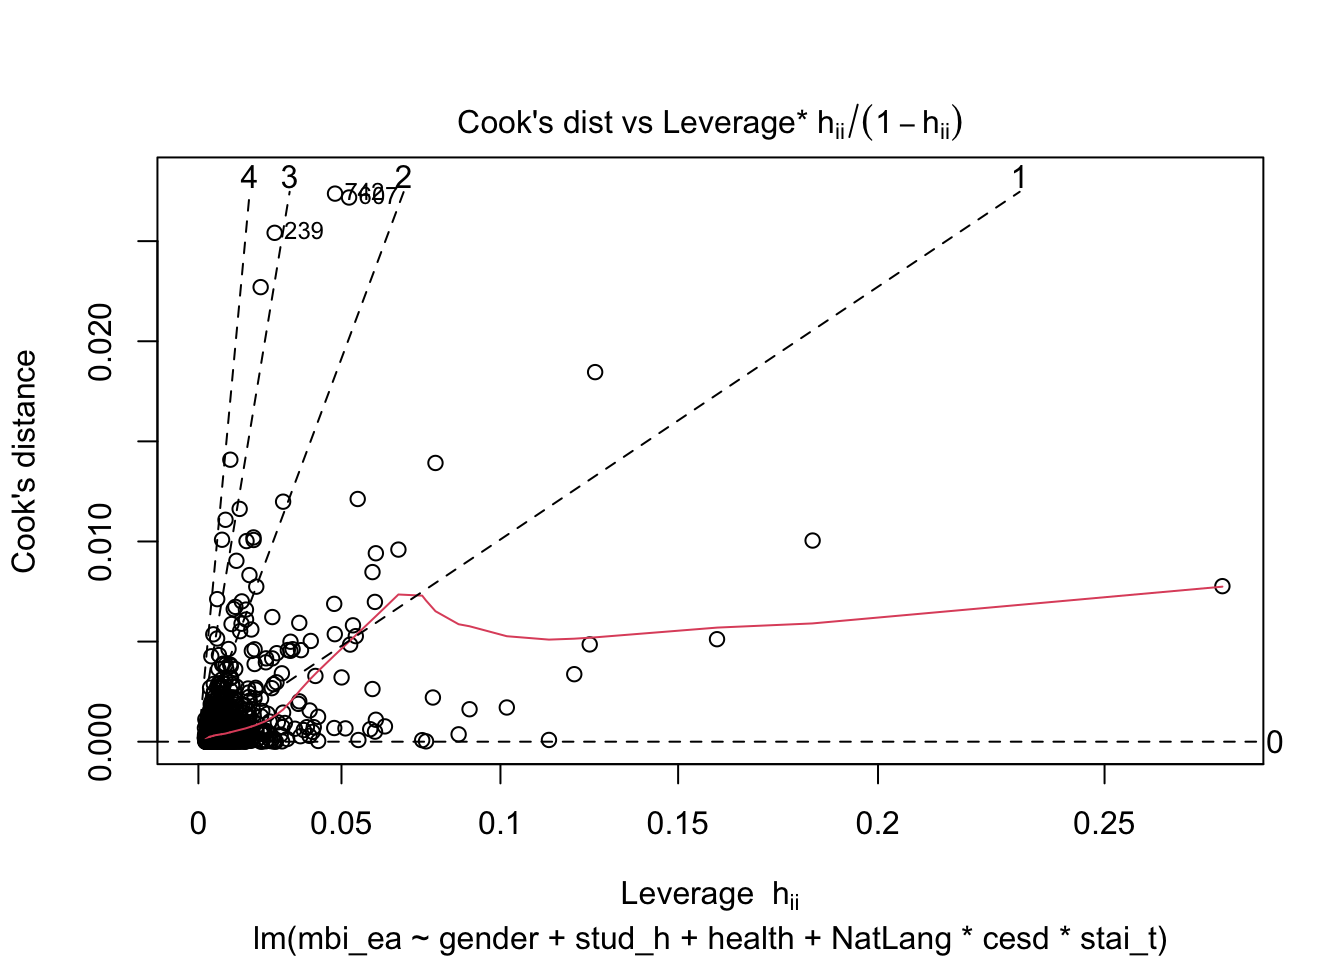 Cook's dist vs Leverage* hᵢᵢ/(1 − hᵢᵢ)
4 3 2 1
742 607
239
0
Cook's distance
0.000 0.010 0.020
0 0.05 0.1 0.15 0.2 0.25
Leverage hᵢᵢ
lm(mbi_ea ~ gender + stud_h + health + NatLang * cesd * stai_t)